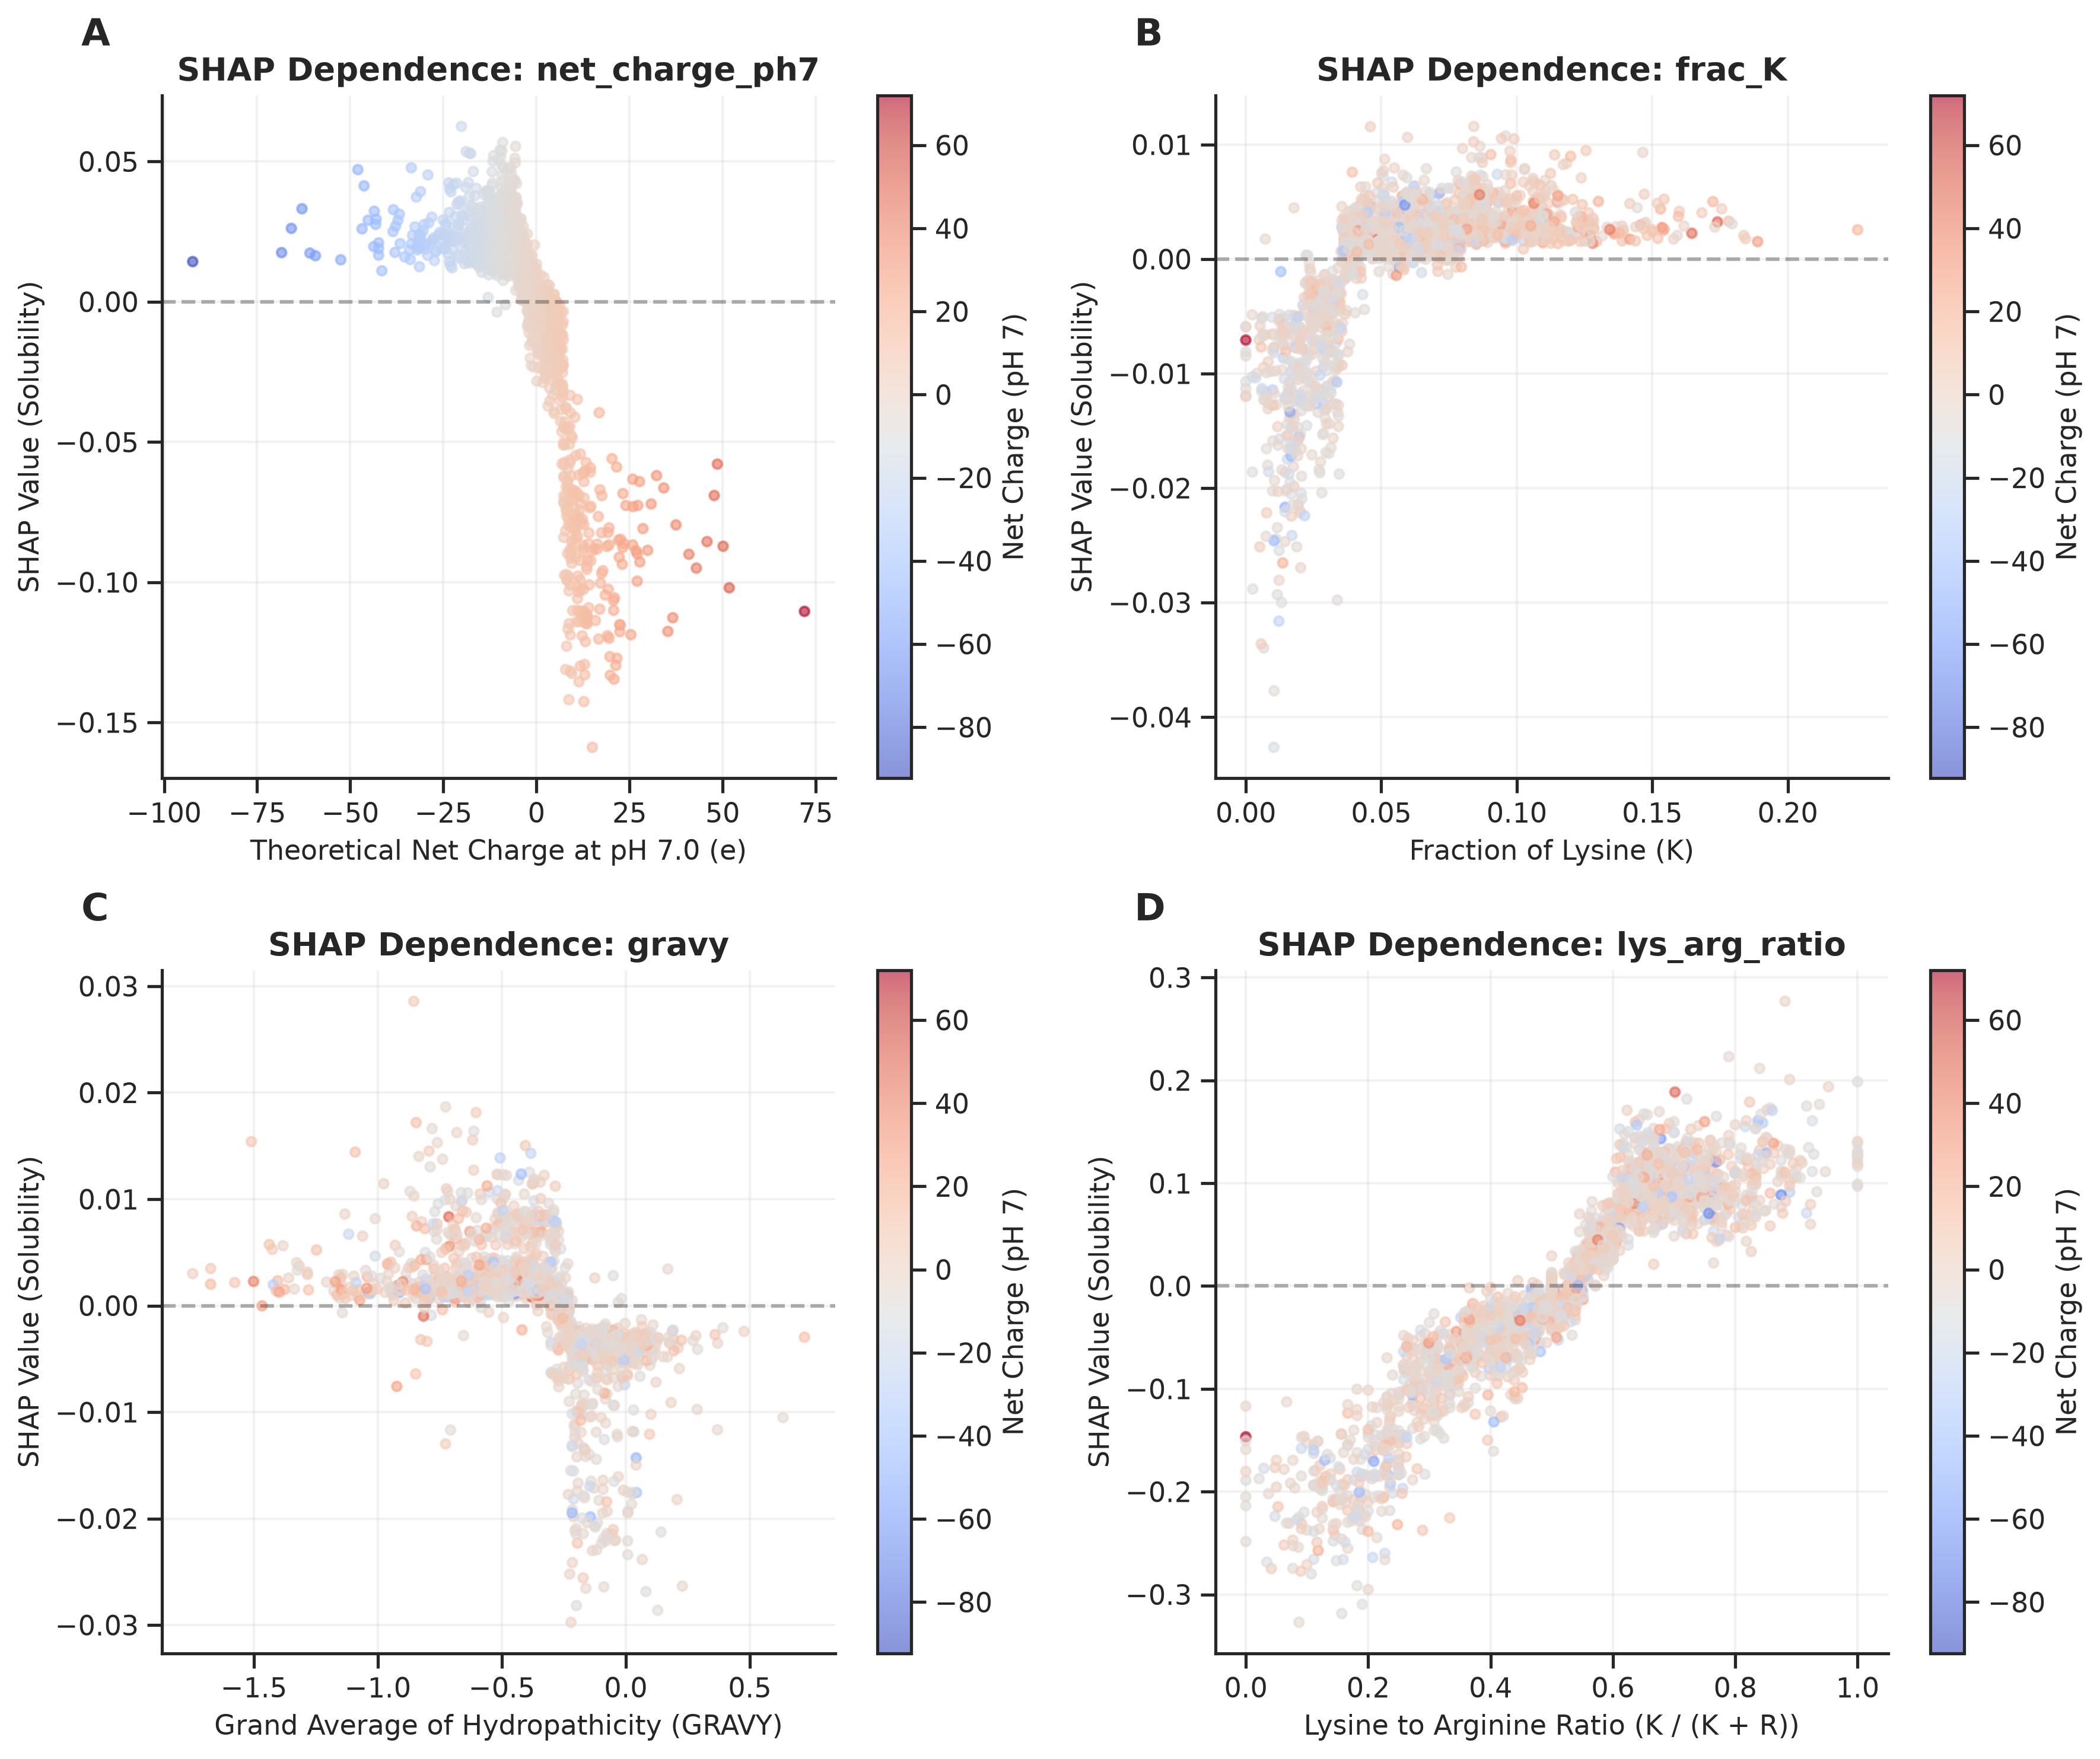 A
SHAP Dependence: net_charge_ph7
0.05
0.00
−0.05
−0.10
−0.15
SHAP Value (Solubility)
−100 −75 −50 −25 0 25 50 75
Theoretical Net Charge at pH 7.0 (e)
60
40
20
0
−20
−40
−60
−80
Net Charge (pH 7)
B
SHAP Dependence: frac_K
0.01
0.00
−0.01
−0.02
−0.03
−0.04
SHAP Value (Solubility)
0.00 0.05 0.10 0.15 0.20
Fraction of Lysine (K)
60
40
20
0
−20
−40
−60
−80
Net Charge (pH 7)
C
SHAP Dependence: gravy
0.03
0.02
0.01
0.00
−0.01
−0.02
−0.03
SHAP Value (Solubility)
−1.5 −1.0 −0.5 0.0 0.5
Grand Average of Hydropathicity (GRAVY)
60
40
20
0
−20
−40
−60
−80
Net Charge (pH 7)
D
SHAP Dependence: lys_arg_ratio
0.3
0.2
0.1
0.0
−0.1
−0.2
−0.3
SHAP Value (Solubility)
0.0 0.2 0.4 0.6 0.8 1.0
Lysine to Arginine Ratio (K / (K + R))
60
40
20
0
−20
−40
−60
−80
Net Charge (pH 7)